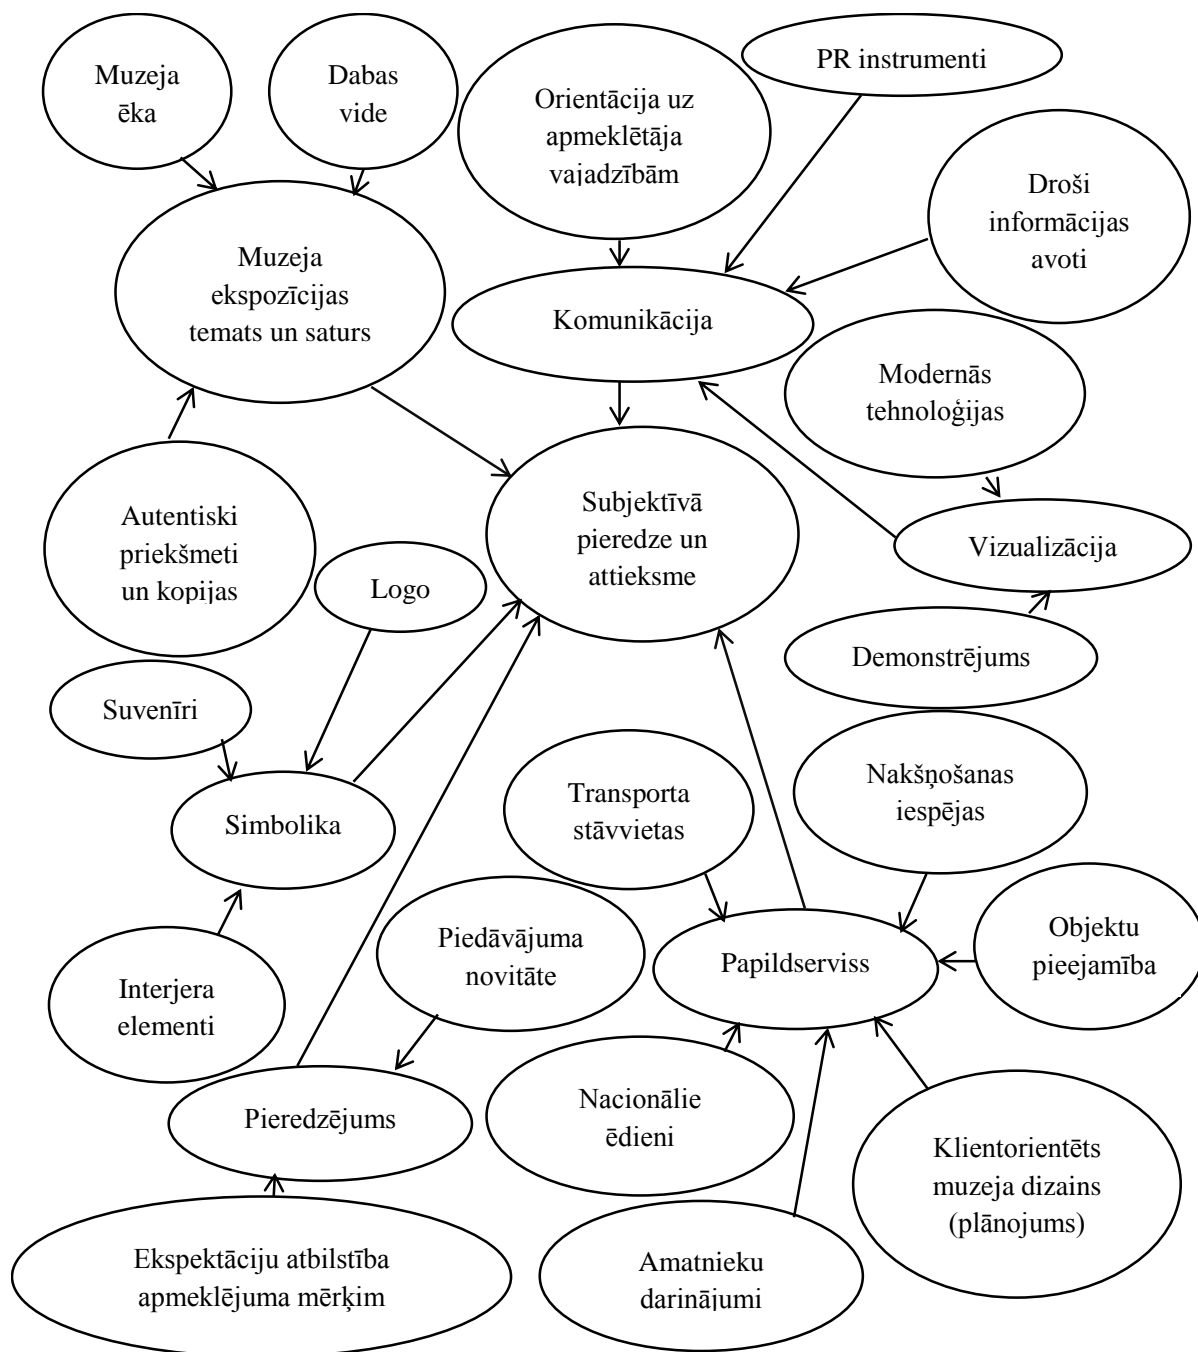 Muzeja
ēka
Dabas
vide
Orientācija uz
apmeklētāja
vajadzībām
PR instrumenti
Droši
informācijas
avoti
Muzeja
ekspozīcijas
temats un saturs
Komunikācija
Modernās
tehnoloģijas
Autentiski
priekšmeti
un kopijas
Logo
Subjektīvā
pieredze un
attieksme
Vizualizācija
Demonstrējums
Suvenīri
Simbolika
Transporta
stāvvietas
Nakšņošanas
iespējas
Interjera
elementi
Piedāvājuma
novitāte
Papildserviss
Objektu
pieejamība
Pieredzējums
Nacionālie
ēdieni
Klientorientēts
muzeja dizains
(plānojums)
Ekspektāciju atbilstība
apmeklējuma mērķim
Amatnieku
darinājumi